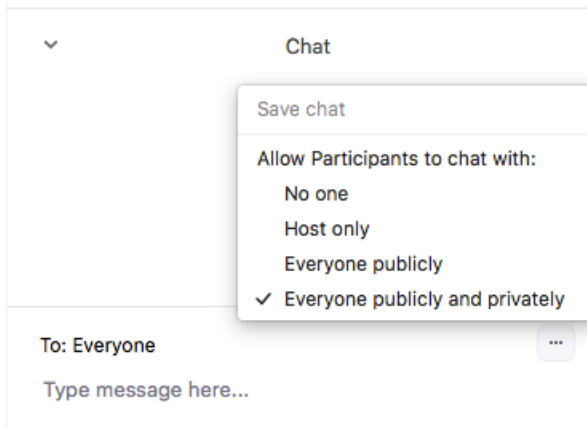 Chat
Save chat
Allow Participants to chat with:
No one
Host only
Everyone publicly
✓ Everyone publicly and privately
To: Everyone
...
Type message here...